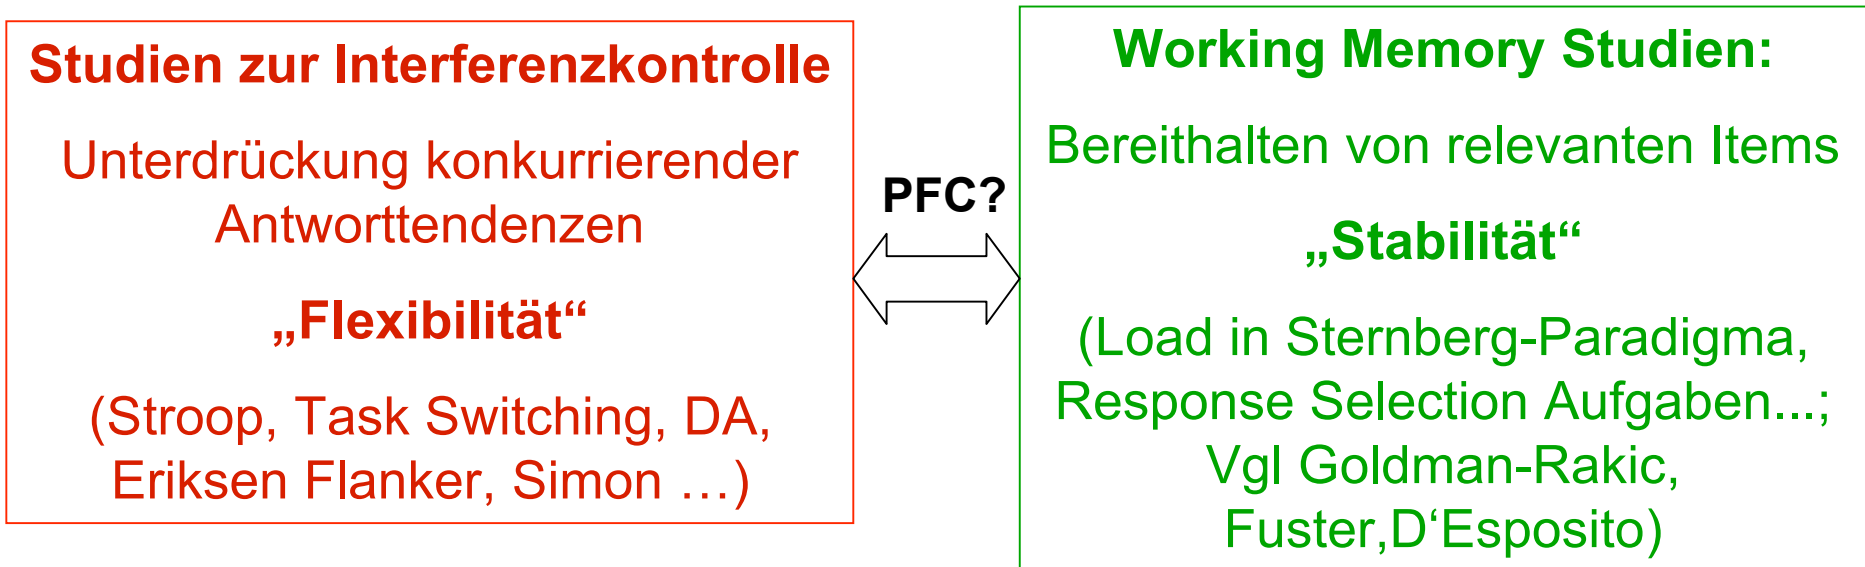 Studien zur Interferenzkontrolle
Unterdrückung konkurrierender
Antworttendenzen
„Flexibilität“
(Stroop, Task Switching, DA,
Eriksen Flanker, Simon …)
PFC?
Working Memory Studien:
Bereithalten von relevanten Items
„Stabilität“
(Load in Sternberg-Paradigma,
Response Selection Aufgaben...;
Vgl Goldman-Rakic,
Fuster,D‘Esposito)